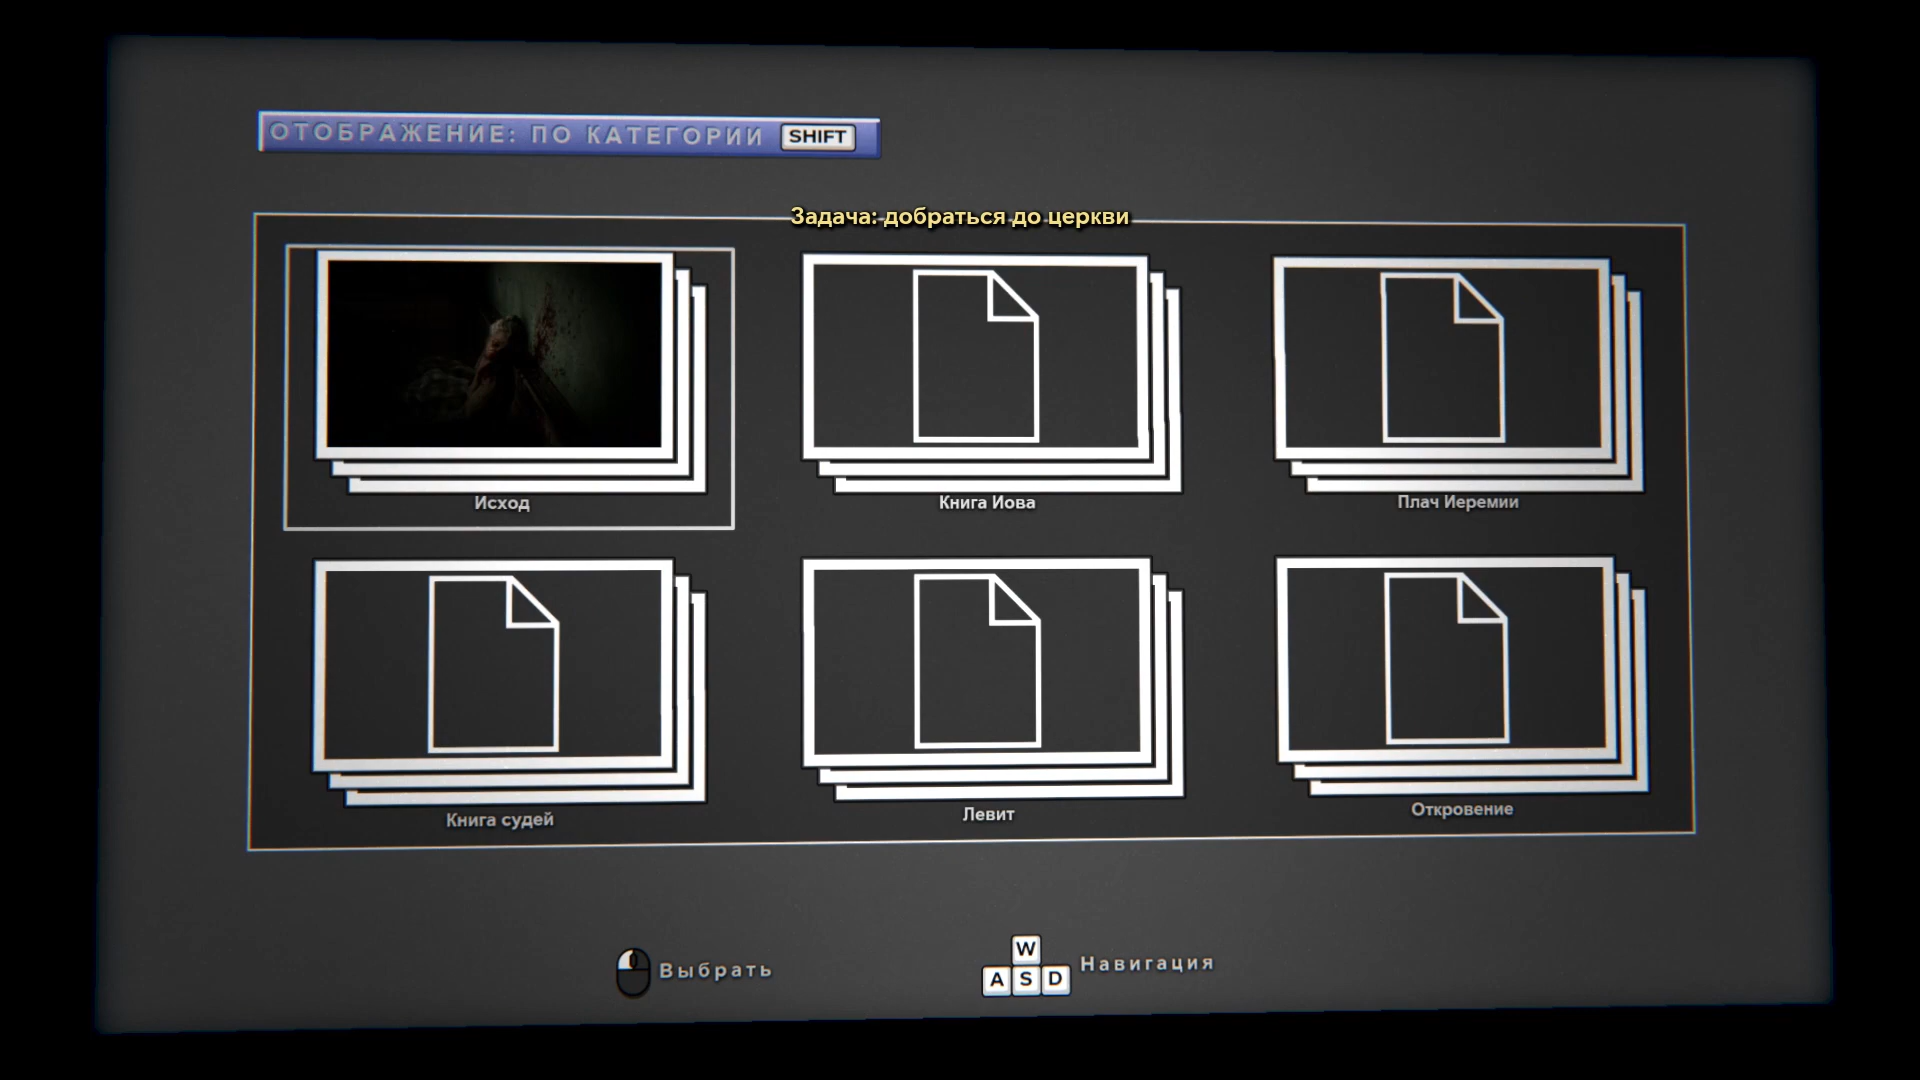 ОТОБРАЖЕНИЕ: ПО КАТЕГОРИИ SHIFT
Задача: добраться до церкви
Исход
Книга Иова
Плач Иеремии
Книга судей
Левит
Откровение
Выбрать
W
A S D
Навигация